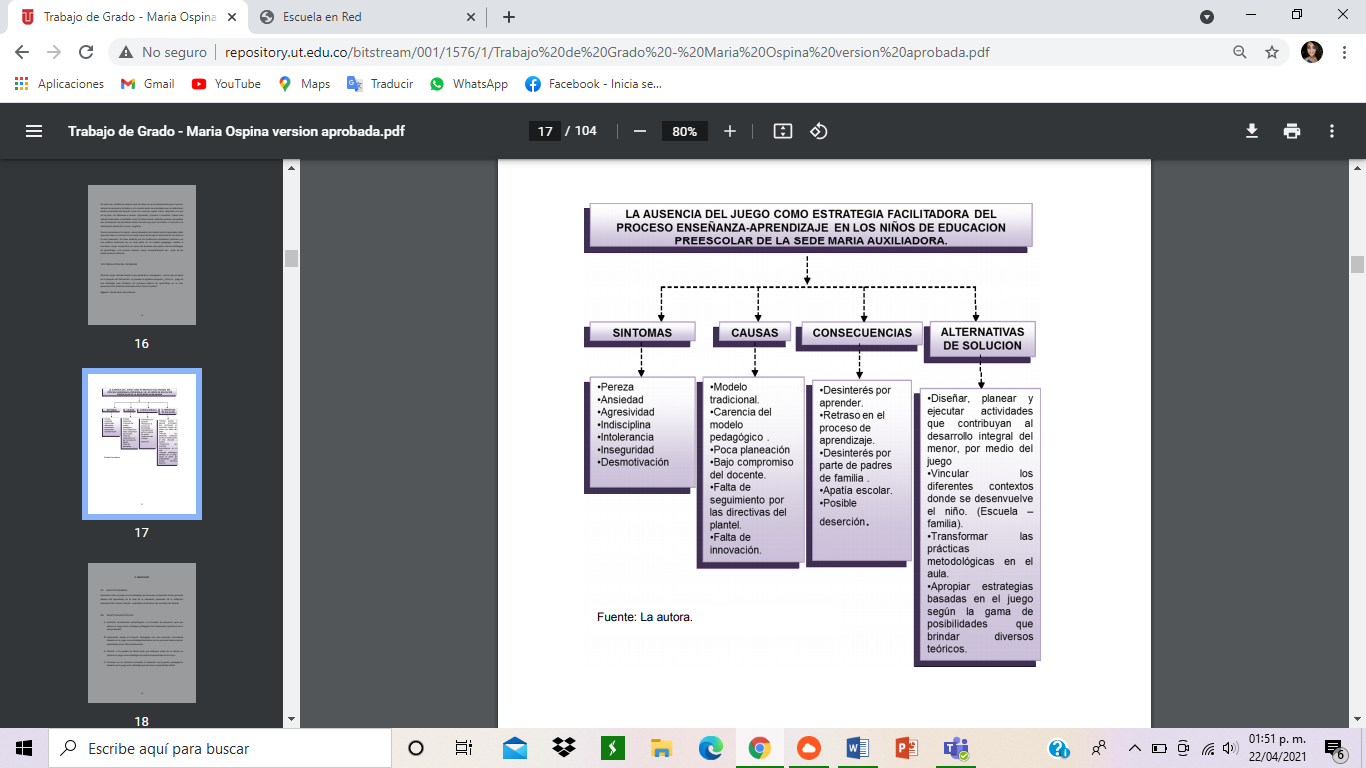 Trabajo de Grado - Maria Ospina
Escuela en Red
No seguro
repository.ut.edu.co/bitstream/001/1576/1/Trabajo%20de%20Grado%20-%20Maria%20Ospina%20version%20aprobada.pdf
Aplicaciones
Gmail
YouTube
Maps
Traducir
WhatsApp
Facebook - Inicia se...
Trabajo de Grado - Maria Ospina version aprobada.pdf
17 / 104
80%
16
17
18
LA AUSENCIA DEL JUEGO COMO ESTRATEGIA FACILITADORA DEL
PROCESO ENSEÑANZA-APRENDIZAJE EN LOS NIÑOS DE EDUCACION
PREESCOLAR DE LA SEDE MARIA AUXILIADORA.
SINTOMAS
•Pereza
•Ansiedad
•Agresividad
•Indisciplina
•Intolerancia
•Inseguridad
•Desmotivación
CAUSAS
•Modelo
tradicional.
•Carencia del
modelo
pedagógico .
•Poca planeación
•Bajo compromiso
del docente.
•Falta de
seguimiento por
las directivas del
plantel.
•Falta de
innovación.
CONSECUENCIAS
•Desinterés por
aprender.
•Retraso en el
proceso de
aprendizaje.
•Desinterés por
parte de padres
de familia .
•Apatía escolar.
•Posible
deserción.
ALTERNATIVAS
DE SOLUCION
•Diseñar, planear y
ejecutar actividades
que contribuyan al
desarrollo integral del
menor, por medio del
juego
•Vincular los
diferentes contextos
donde se desenvuelve
el niño. (Escuela –
familia).
•Transformar las
prácticas
metodológicas en el
aula.
•Apropiar estrategias
basadas en el juego
según la gama de
posibilidades que
brindar diversos
teóricos.
Fuente: La autora.
Escribe aquí para buscar
01:51 p. m.
22/04/2021
6